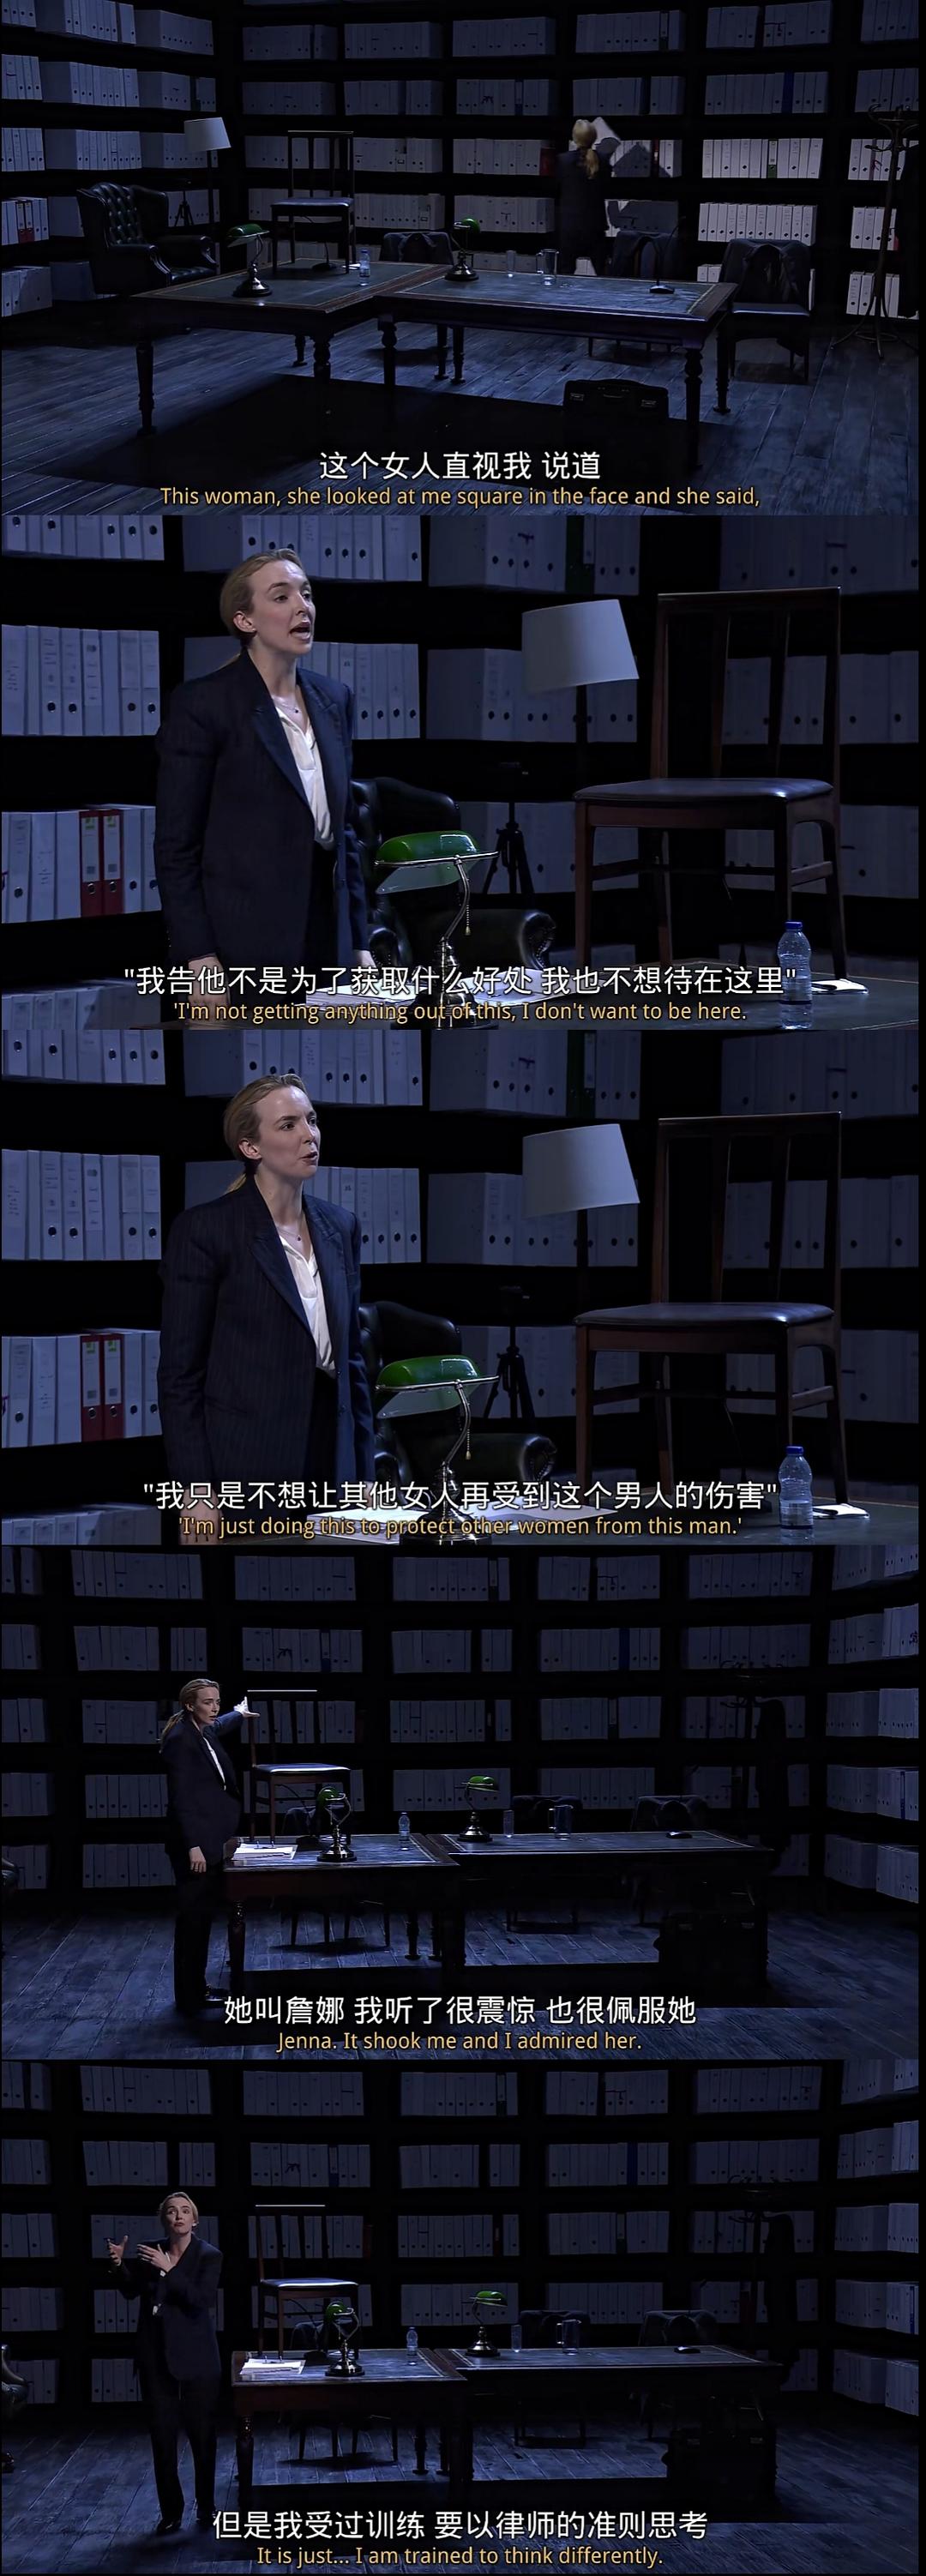 这个女人直视我 说道
This woman, she looked at me square in the face and she said,
"我告他不是为了获取什么好处 我也不想待在这里"
'I'm not getting anything out of this, I don't want to be here.
"我只是不想让其他女人再受到这个男人的伤害"
'I'm just doing this to protect other women from this man.'
她叫詹娜 我听了很震惊 也很佩服她
Jenna. It shook me and I admired her.
但是我受过训练 要以律师的准则思考
It is just... I am trained to think differently.